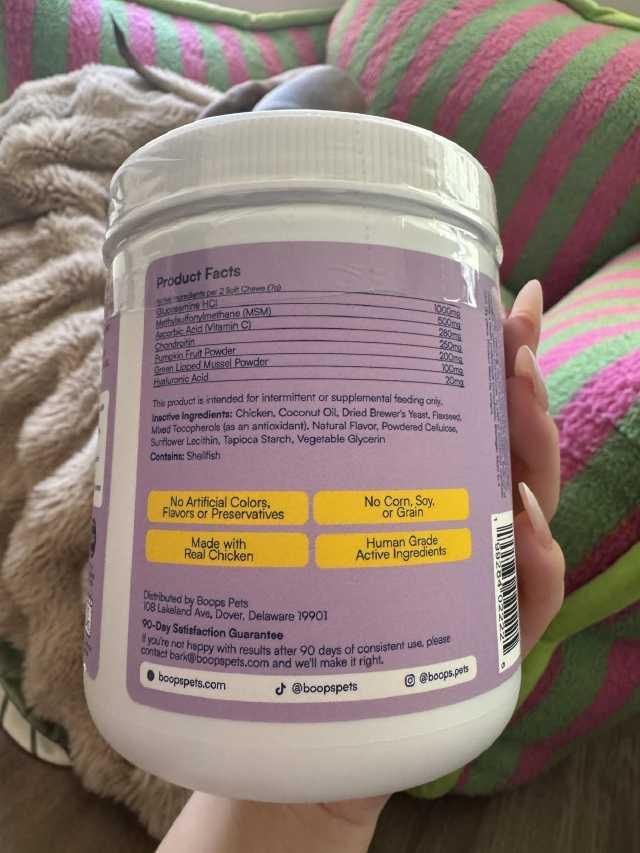 Product Facts
Active Ingredients per 2 Soft Chews (7g)
Glucosamine HCl 1000mg
Methylsulfonylmethane (MSM) 500mg
Ascorbic Acid (Vitamin C) 280mg
Chondroitin 250mg
Pumpkin Fruit Powder 200mg
Green Lipped Mussel Powder 100mg
Hyaluronic Acid 20mg
This product is intended for intermittent or supplemental feeding only.
Inactive Ingredients: Chicken, Coconut Oil, Dried Brewer's Yeast, Flaxseed,
Mixed Tocopherols (as an antioxidant), Natural Flavor, Powdered Cellulose,
Sunflower Lecithin, Tapioca Starch, Vegetable Glycerin
Contains: Shellfish
No Artificial Colors,
Flavors or Preservatives
No Corn, Soy,
or Grain
Made with
Real Chicken
Human Grade
Active Ingredients
Distributed by Boops Pets
108 Lakeland Ave, Dover, Delaware 19901
90-Day Satisfaction Guarantee
If you're not happy with results after 90 days of consistent use, please
contact bark@boopspets.com and we'll make it right.
boopspets.com
@boopspets
@boops.pets